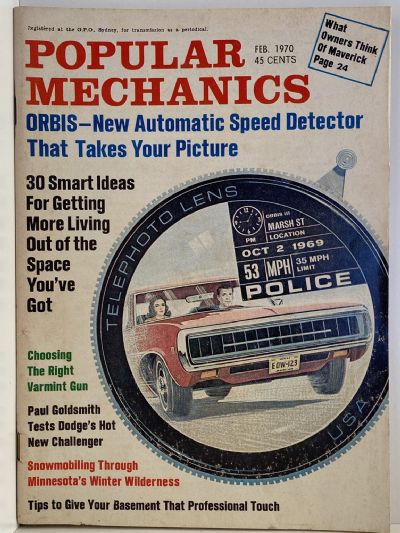 Registered at the G.P.O., Sydney, for transmission as a periodical.
POPULAR
MECHANICS
FEB. 1970
45 CENTS
What
Owners Think
Of Maverick
Page 24
ORBIS—New Automatic Speed Detector
That Takes Your Picture
30 Smart Ideas
For Getting
More Living
Out of the
Space
You've
Got
TELEPHOTO LENS
ORBIS III
MARSH ST
PM LOCATION
OCT 2 1969
53 MPH 35 MPH
LIMIT
POLICE
EOW-123
USA
Choosing
The Right
Varmint Gun
Paul Goldsmith
Tests Dodge's Hot
New Challenger
Snowmobiling Through
Minnesota's Winter Wilderness
Tips to Give Your Basement That Professional Touch